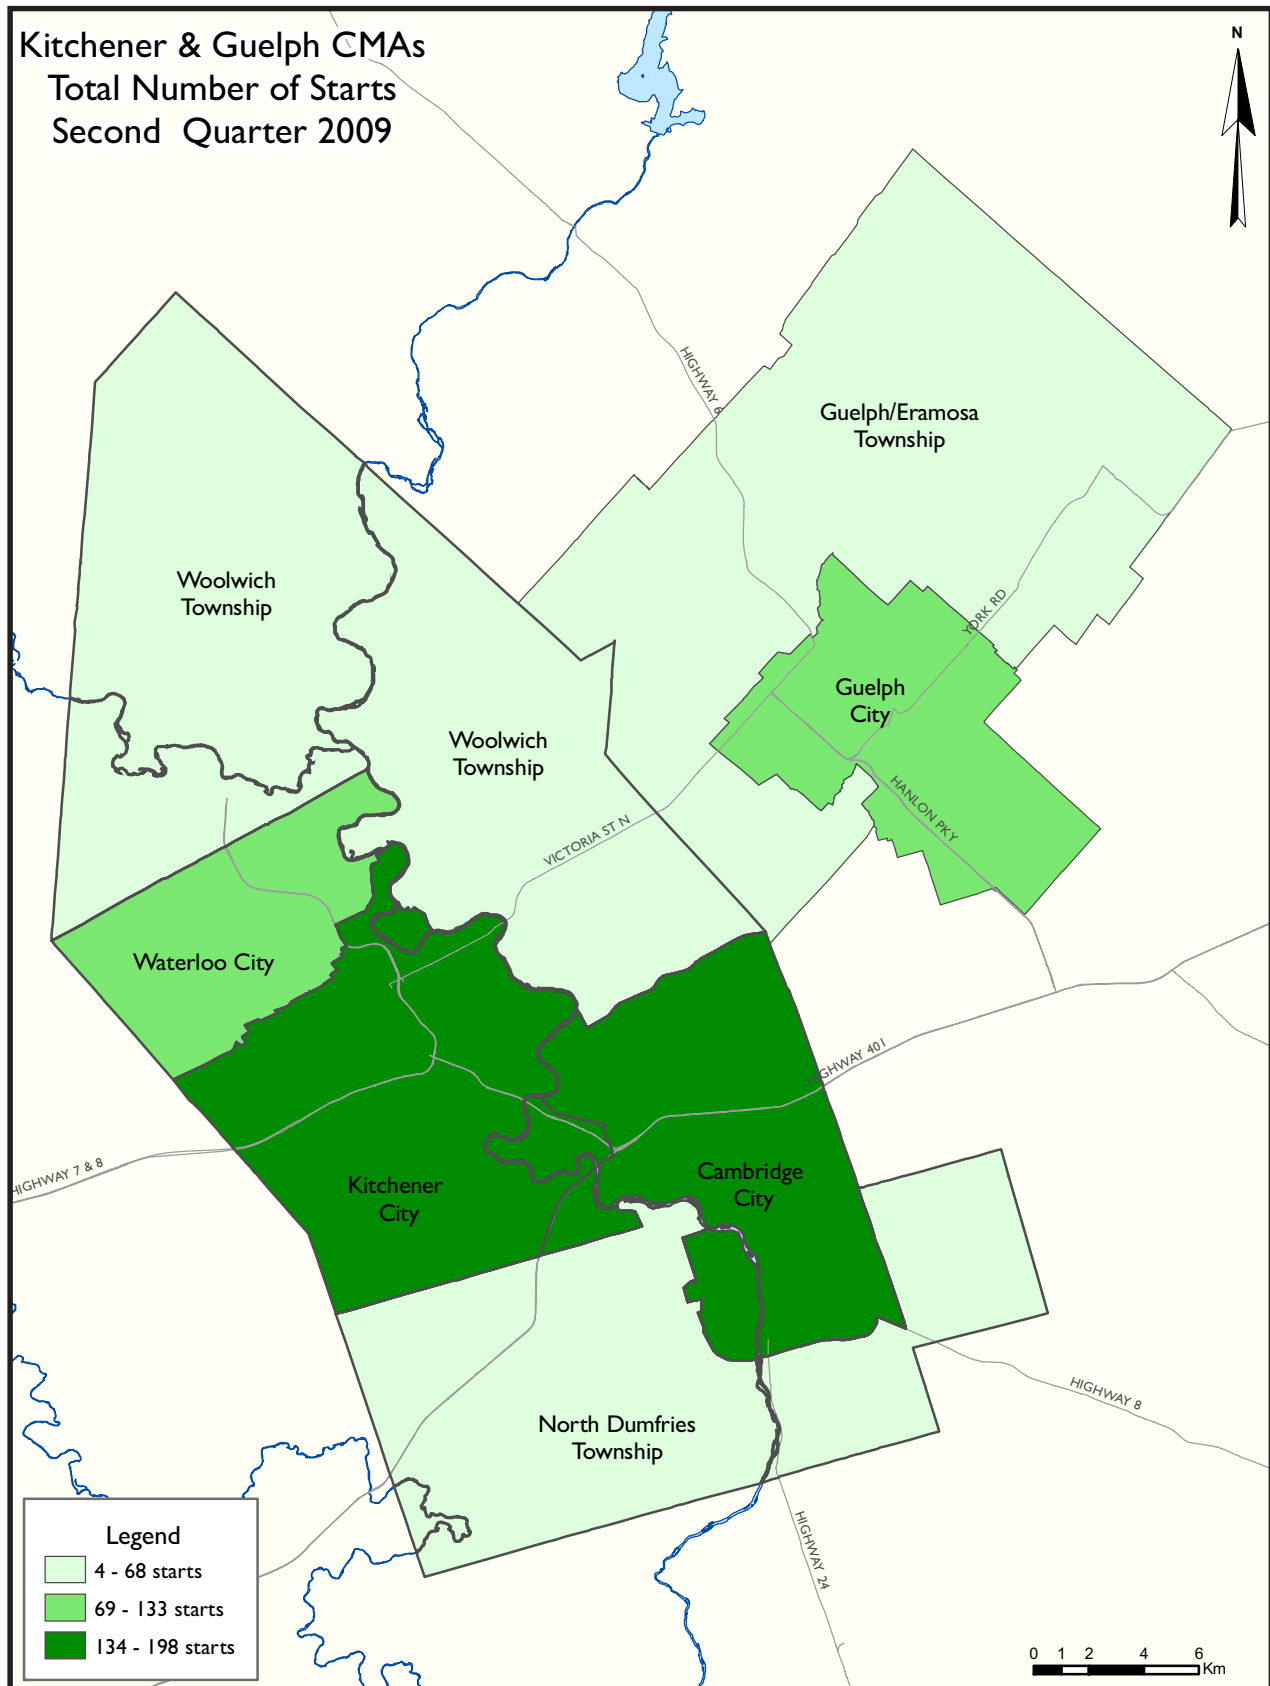 Kitchener & Guelph CMAs
Total Number of Starts
Second Quarter 2009
N
HIGHWAY 6
Guelph/Eramosa
Township
Woolwich
Township
YORK RD
Guelph
City
Woolwich
Township
HANLON PKY
VICTORIA ST N
Waterloo City
HIGHWAY 401
HIGHWAY 7 & 8
Kitchener
City
Cambridge
City
HIGHWAY 8
North Dumfries
Township
HIGHWAY 24
Legend
4 - 68 starts
69 - 133 starts
134 - 198 starts
0 1 2 4 6
Km